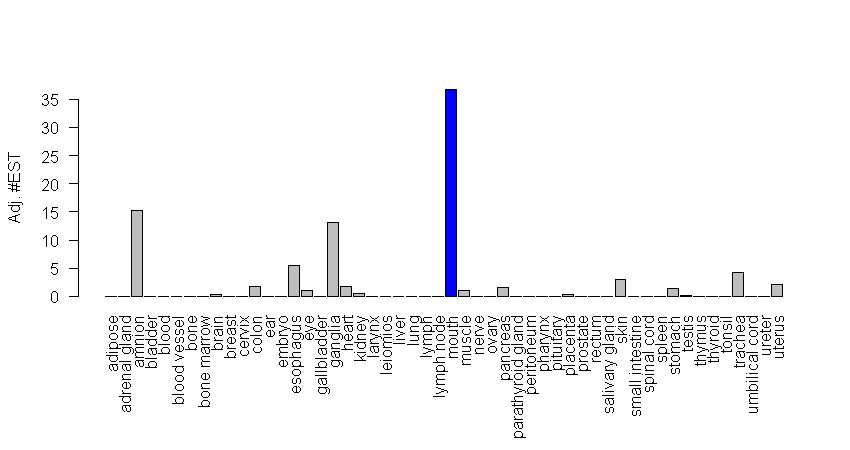 Adj. #EST
35
30
25
20
15
10
5
0
adipose
adrenal gland
amnion
bladder
blood
blood vessel
bone
bone marrow
brain
breast
cervix
colon
ear
embryo
esophagus
eye
gallbladder
ganglia
heart
kidney
larynx
leiomios
liver
lung
lymph
lymph node
mouth
muscle
nerve
ovary
pancreas
parathyroid gland
peritoneum
pharynx
pituitary
placenta
prostate
rectum
salivary gland
skin
small intestine
spinal cord
spleen
stomach
testis
thymus
thyroid
tonsil
trachea
umbilical cord
ureter
uterus